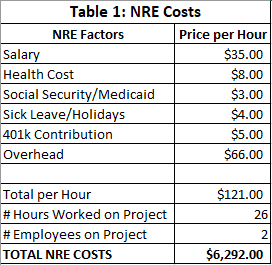 Table 1: NRE Costs
NRE Factors Price per Hour
Salary $35.00
Health Cost $8.00
Social Security/Medicaid $3.00
Sick Leave/Holidays $4.00
401k Contribution $5.00
Overhead $66.00
Total per Hour $121.00
# Hours Worked on Project 26
# Employees on Project 2
TOTAL NRE COSTS $6,292.00